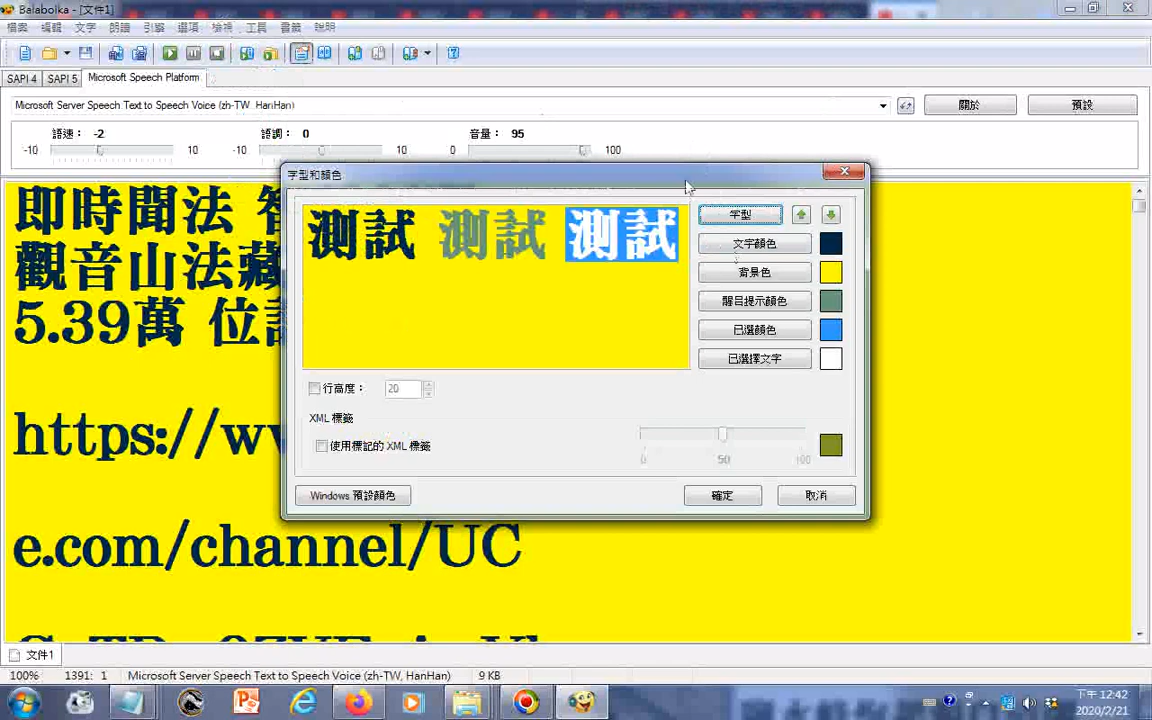 Balabolka - [文件1]
檔案 編輯 文字 朗讀 引擎 選項 檢視 工具 書籤 說明
SAPI 4 SAPI 5 Microsoft Speech Platform
Microsoft Server Speech Text to Speech Voice (zh-TW, HanHan) 關於 預設
語速： -2 語調： 0 音量： 95
-10 10 -10 10 0 100
即時聞法
觀音山法藏
5.39萬 位
https://w
e.com/channel/UC
字型和顏色
測試 測試 測試
字型
文字顏色
背景色
醒目提示顏色
已選顏色
已選擇文字
行高度： 20
XML 標籤
使用標記的 XML 標籤
0 50 100
Windows 預設顏色 確定 取消
文件1
100% 1391: 1 Microsoft Server Speech Text to Speech Voice (zh-TW, HanHan) 9 KB
下午 12:42
2020/2/21